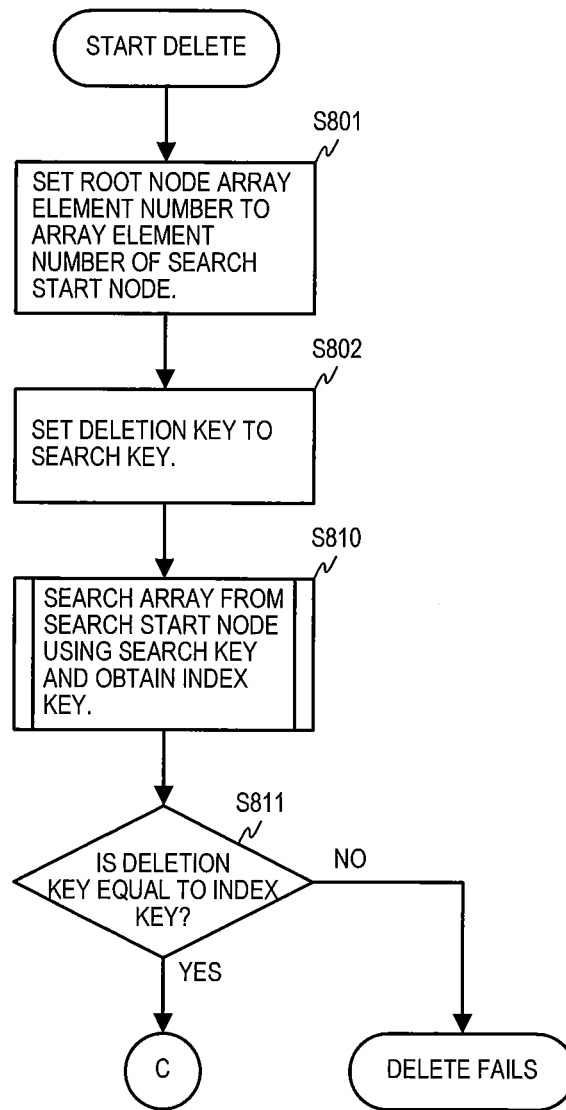 START DELETE
S801
SET ROOT NODE ARRAY
ELEMENT NUMBER TO
ARRAY ELEMENT
NUMBER OF SEARCH
START NODE.
S802
SET DELETION KEY TO
SEARCH KEY.
S810
SEARCH ARRAY FROM
SEARCH START NODE
USING SEARCH KEY
AND OBTAIN INDEX
KEY.
S811
IS DELETION
KEY EQUAL TO INDEX
KEY?
NO
YES
C
DELETE FAILS